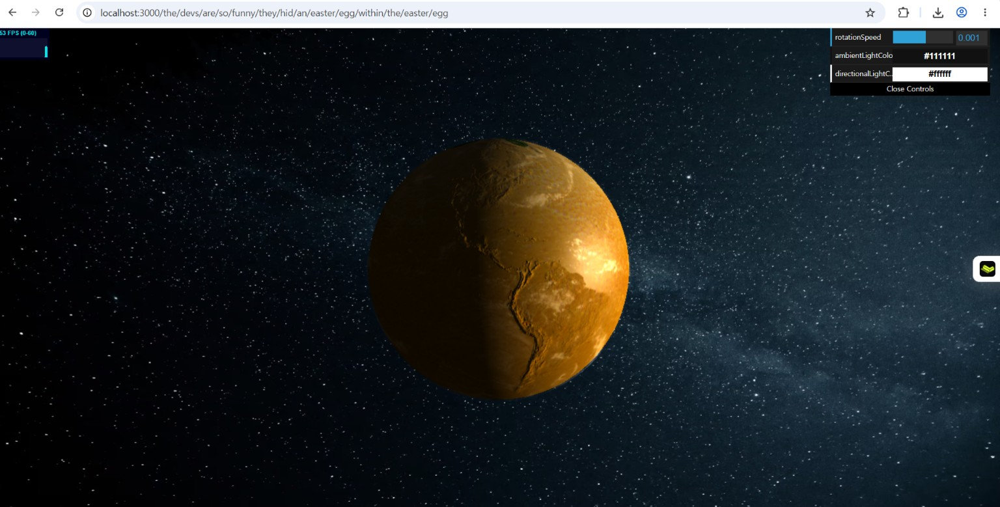 localhost:3000/the/devs/are/so/funny/they/hid/an/easter/egg/within/the/easter/egg
53 FPS (0-60)
rotationSpeed 0.001
ambientLightColo #111111
directionalLightC... #ffffff
Close Controls